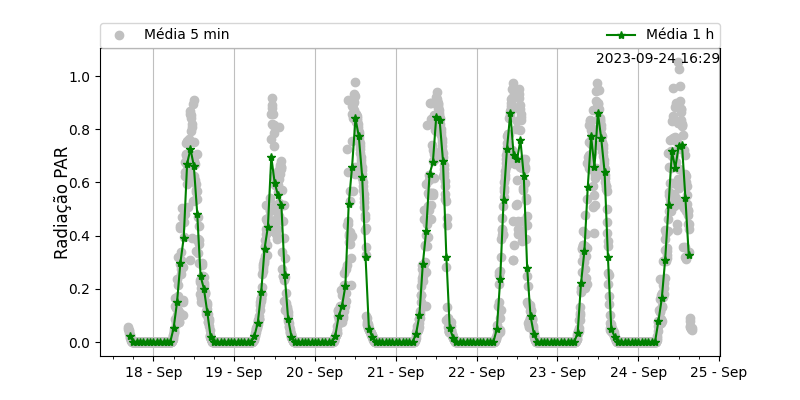 Média 5 min Média 1 h
2023-09-24 16:29
1.0
0.8
0.6
0.4
0.2
0.0
Radiação PAR
18 - Sep 19 - Sep 20 - Sep 21 - Sep 22 - Sep 23 - Sep 24 - Sep 25 - Sep